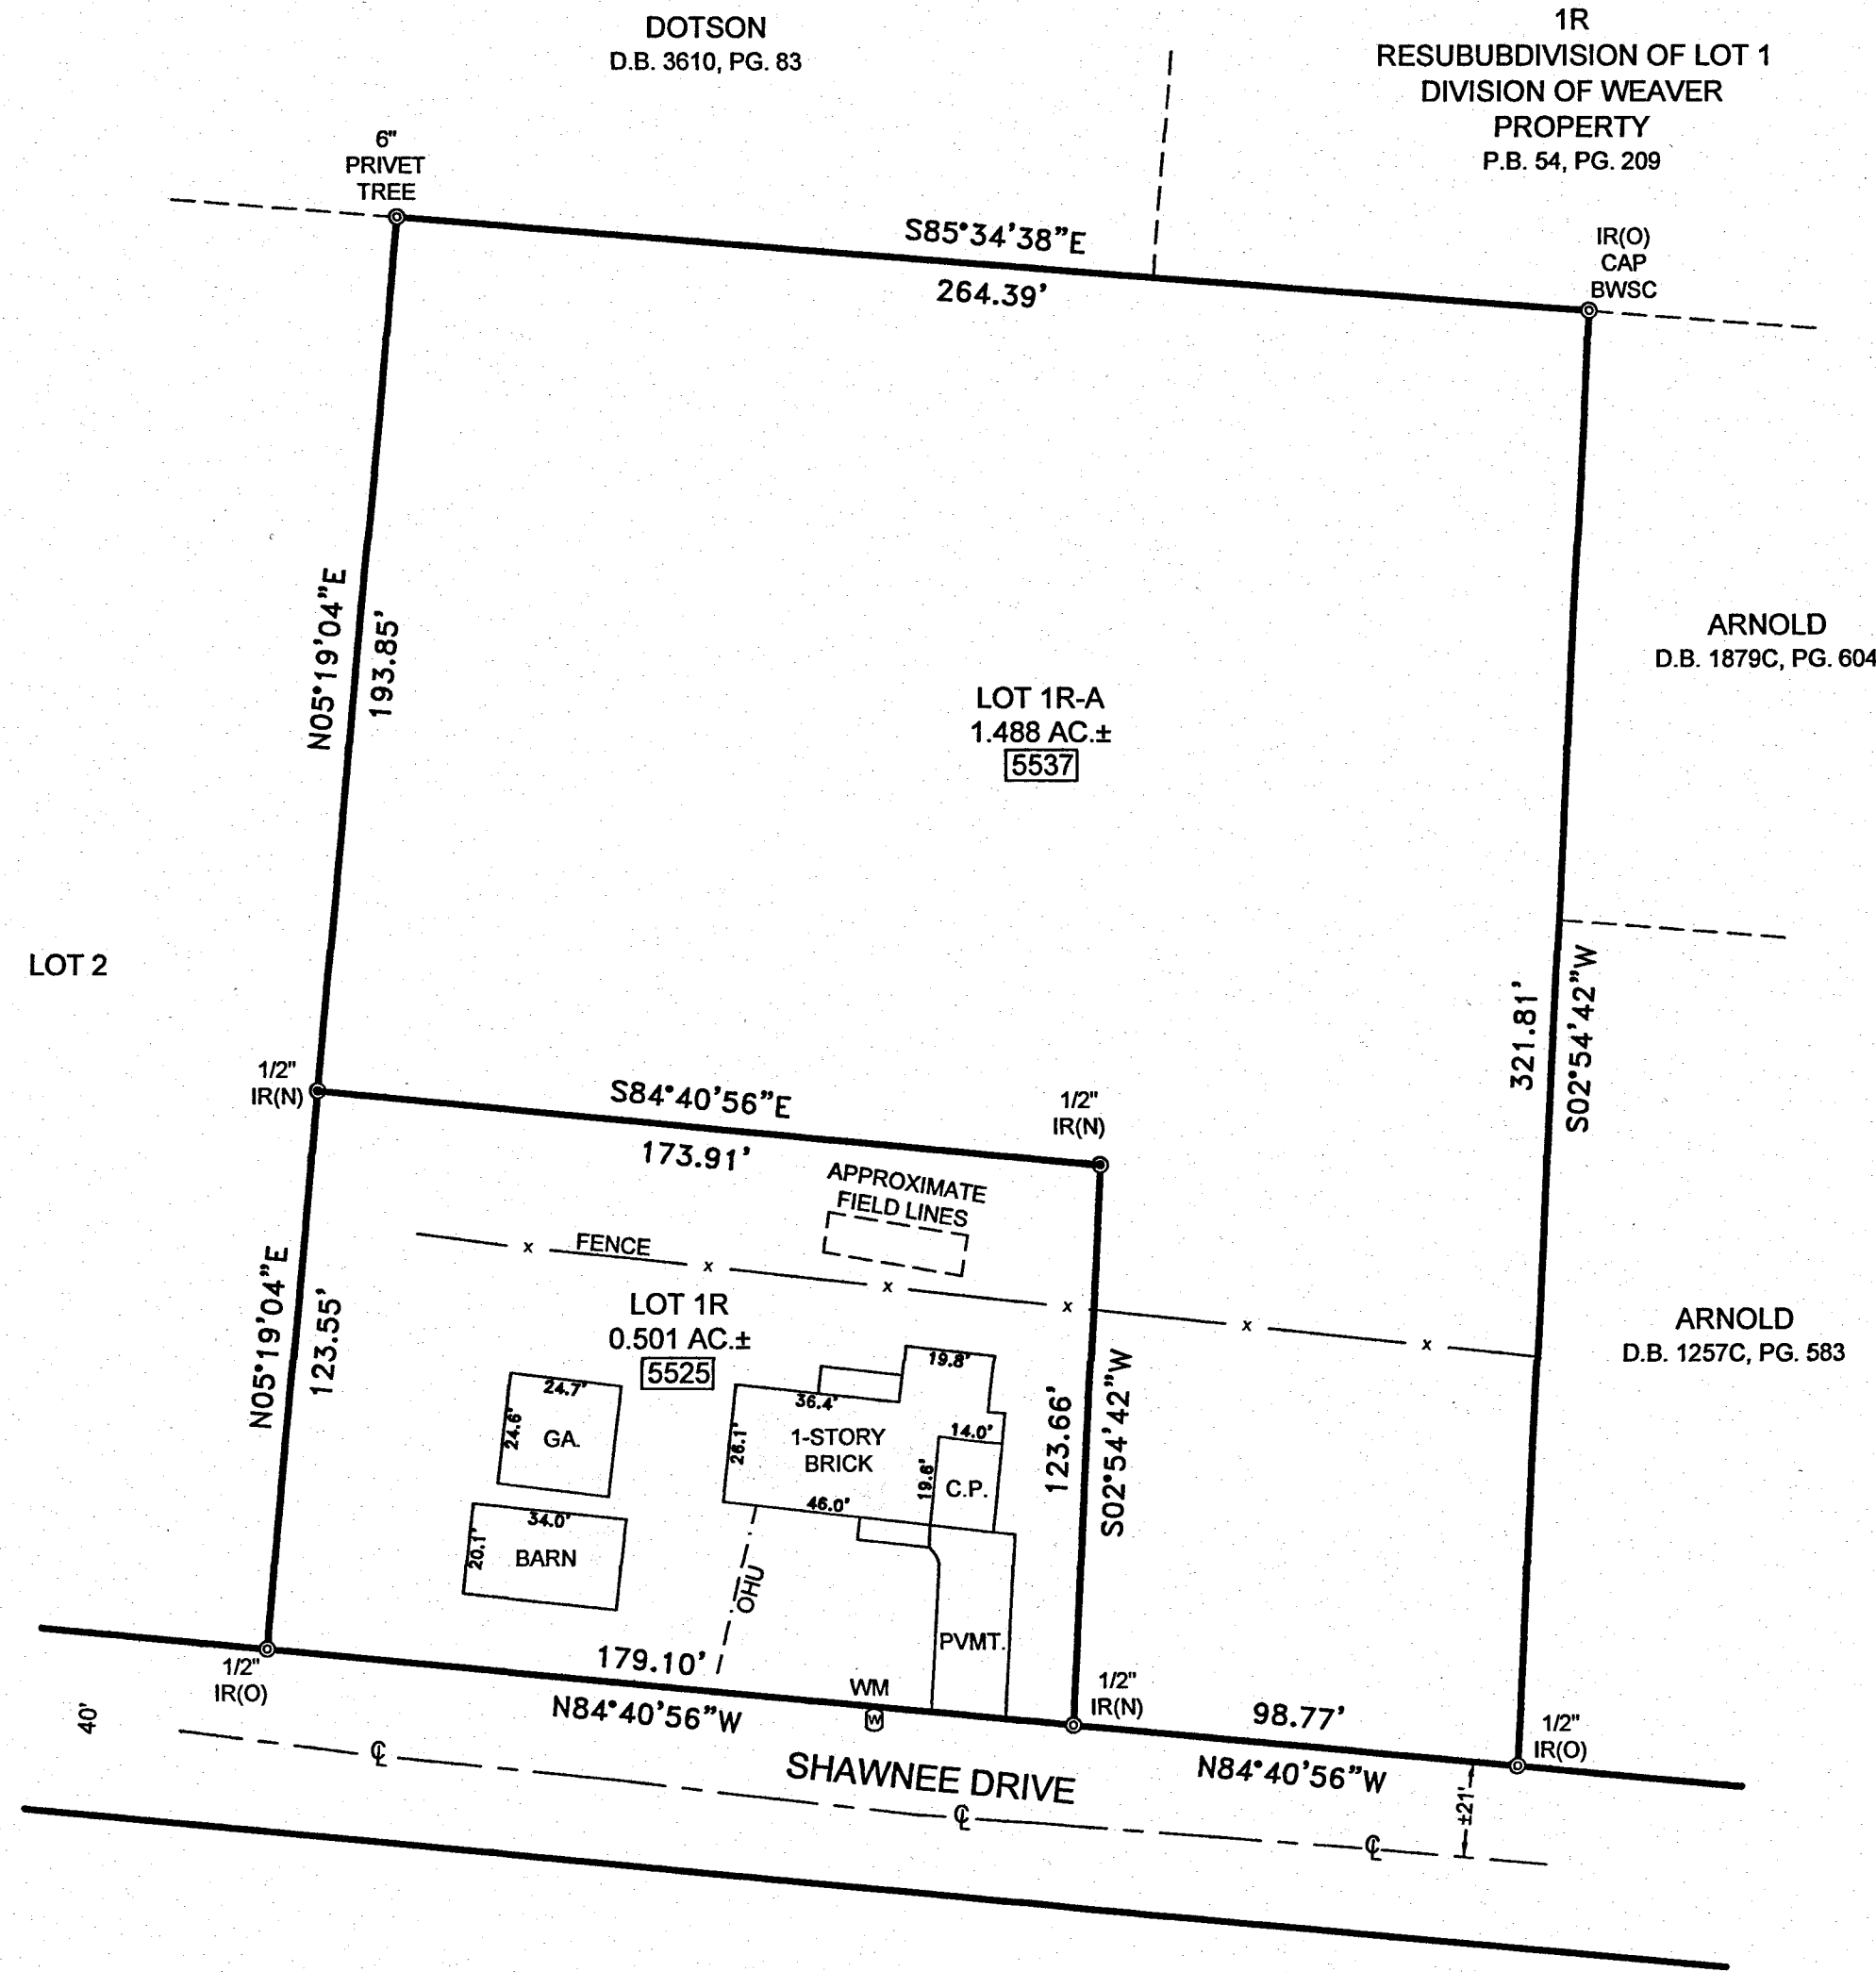 DOTSON
D.B. 3610, PG. 83
1R
RESUBUBDIVISION OF LOT 1
DIVISION OF WEAVER
PROPERTY
P.B. 54, PG. 209
6"
PRIVET
TREE
S85°34'38"E
264.39'
IR(O)
CAP
BWSC
N05°19'04"E
193.85'
ARNOLD
D.B. 1879C, PG. 604
LOT 1R-A
1.488 AC.±
5537
LOT 2
321.81'
S02°54'42"W
1/2"
IR(N)
S84°40'56"E
173.91'
1/2"
IR(N)
APPROXIMATE
FIELD LINES
x FENCE x x x x x
N05°19'04"E
123.55'
LOT 1R
0.501 AC.±
5525
ARNOLD
D.B. 1257C, PG. 583
24.7'
24.6'
GA.
19.8'
36.4'
26.1'
1-STORY
BRICK
14.0'
19.6'
C.P.
46.0'
123.66'
S02°54'42"W
34.0'
20.1'
BARN
OHU
PVMT.
179.10'
N84°40'56"W
WM
W
1/2"
IR(O)
1/2"
IR(N)
98.77'
N84°40'56"W
1/2"
IR(O)
40'
℄
SHAWNEE DRIVE
℄
℄
±21'